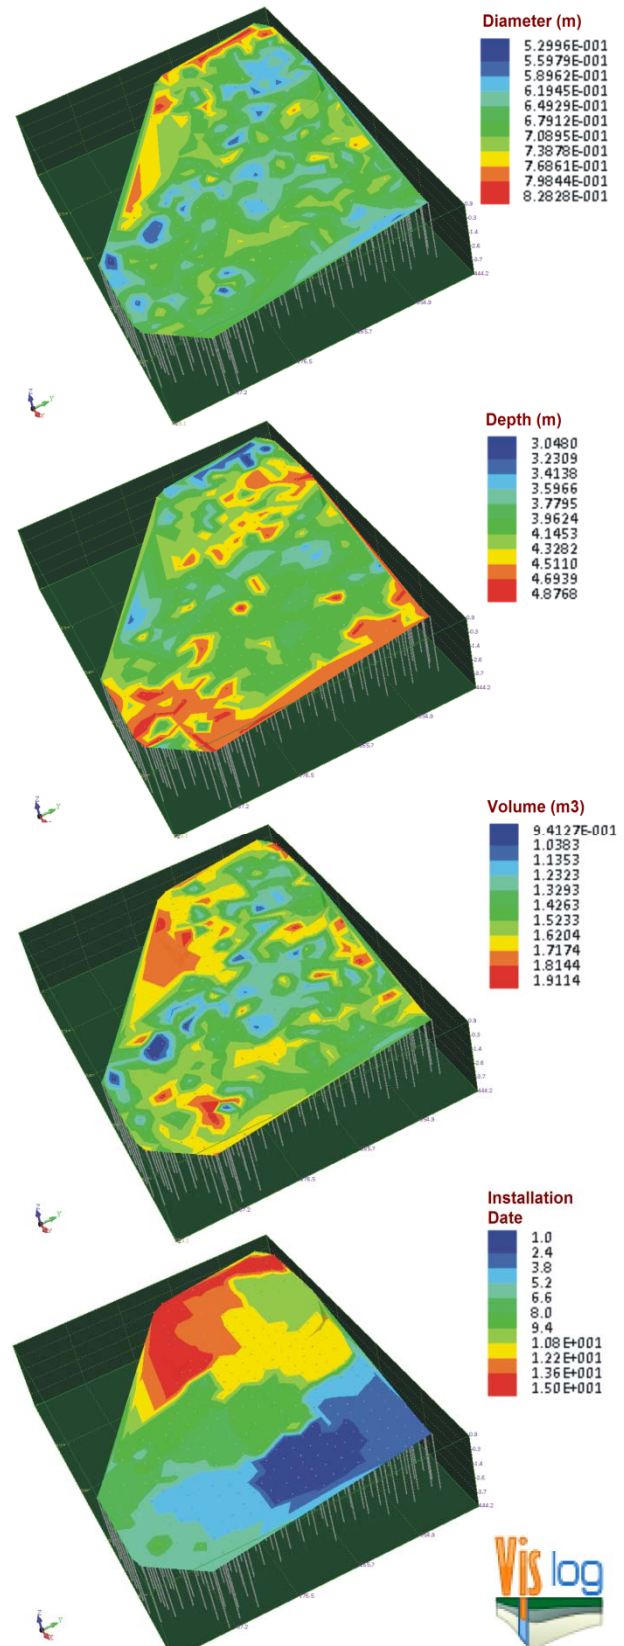 Diameter (m)
5.2996E-001
5.5979E-001
5.8962E-001
6.1945E-001
6.4929E-001
6.7912E-001
7.0895E-001
7.3878E-001
7.6861E-001
7.9844E-001
8.2828E-001
Depth (m)
3.0480
3.2309
3.4138
3.5966
3.7795
3.9624
4.1453
4.3282
4.5110
4.6939
4.8768
Volume (m3)
9.4127E-001
1.0383
1.1353
1.2323
1.3293
1.4263
1.5233
1.6204
1.7174
1.8144
1.9114
Installation
Date
1.0
2.4
3.8
5.2
6.6
8.0
9.4
1.08E+001
1.22E+001
1.36E+001
1.50E+001
Vis log